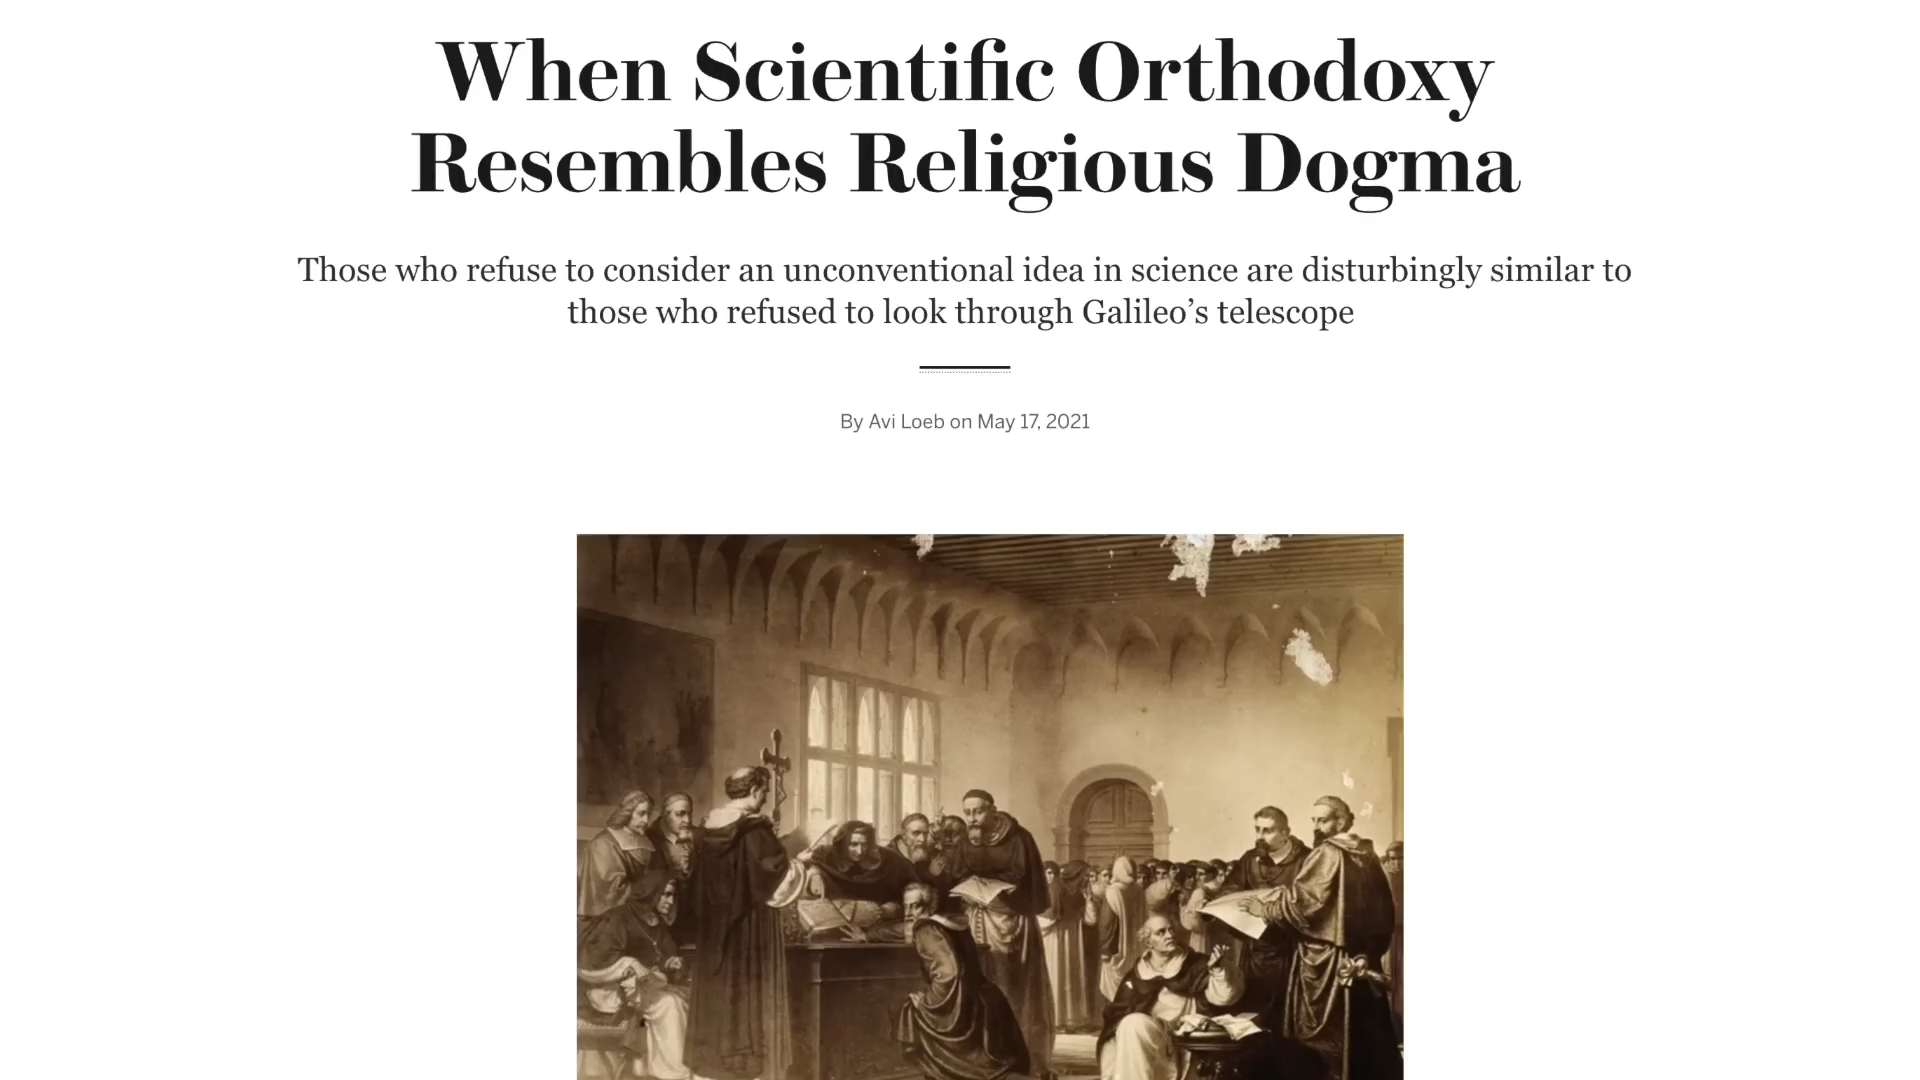 When Scientific Orthodoxy
Resembles Religious Dogma
Those who refuse to consider an unconventional idea in science are disturbingly similar to
those who refused to look through Galileo’s telescope
By Avi Loeb on May 17, 2021